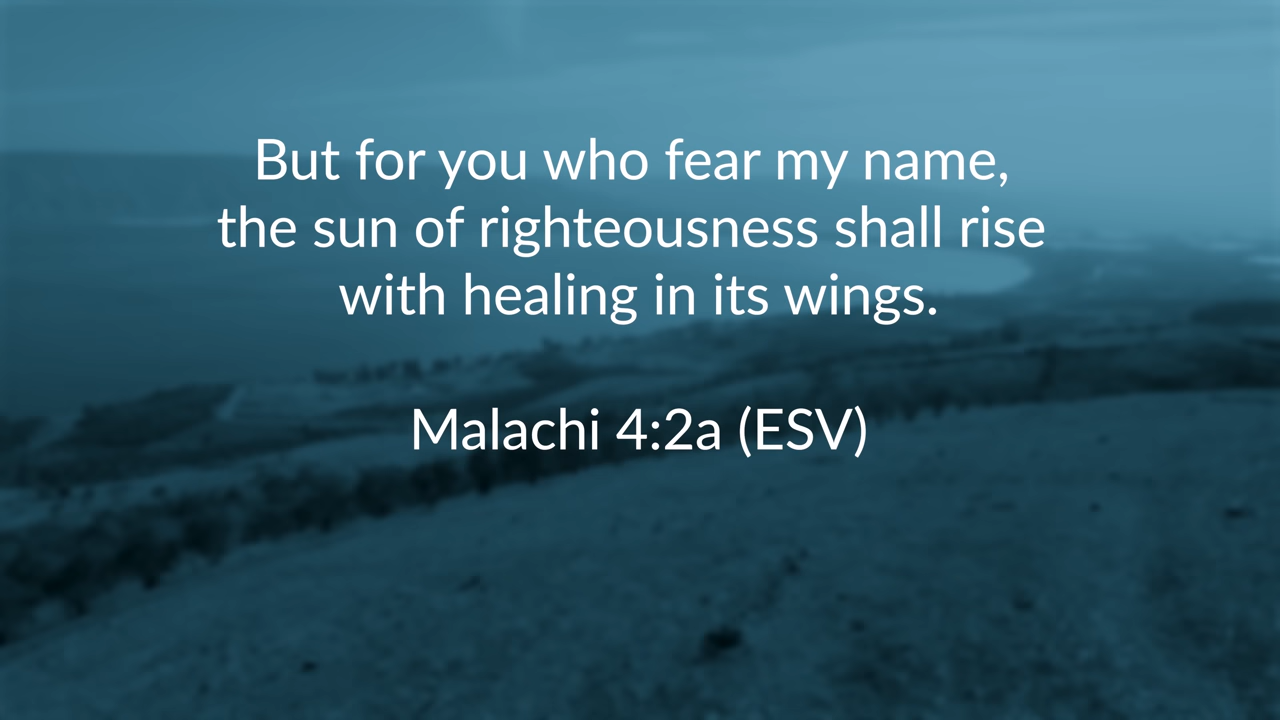 But for you who fear my name,
the sun of righteousness shall rise
with healing in its wings.
Malachi 4:2a (ESV)